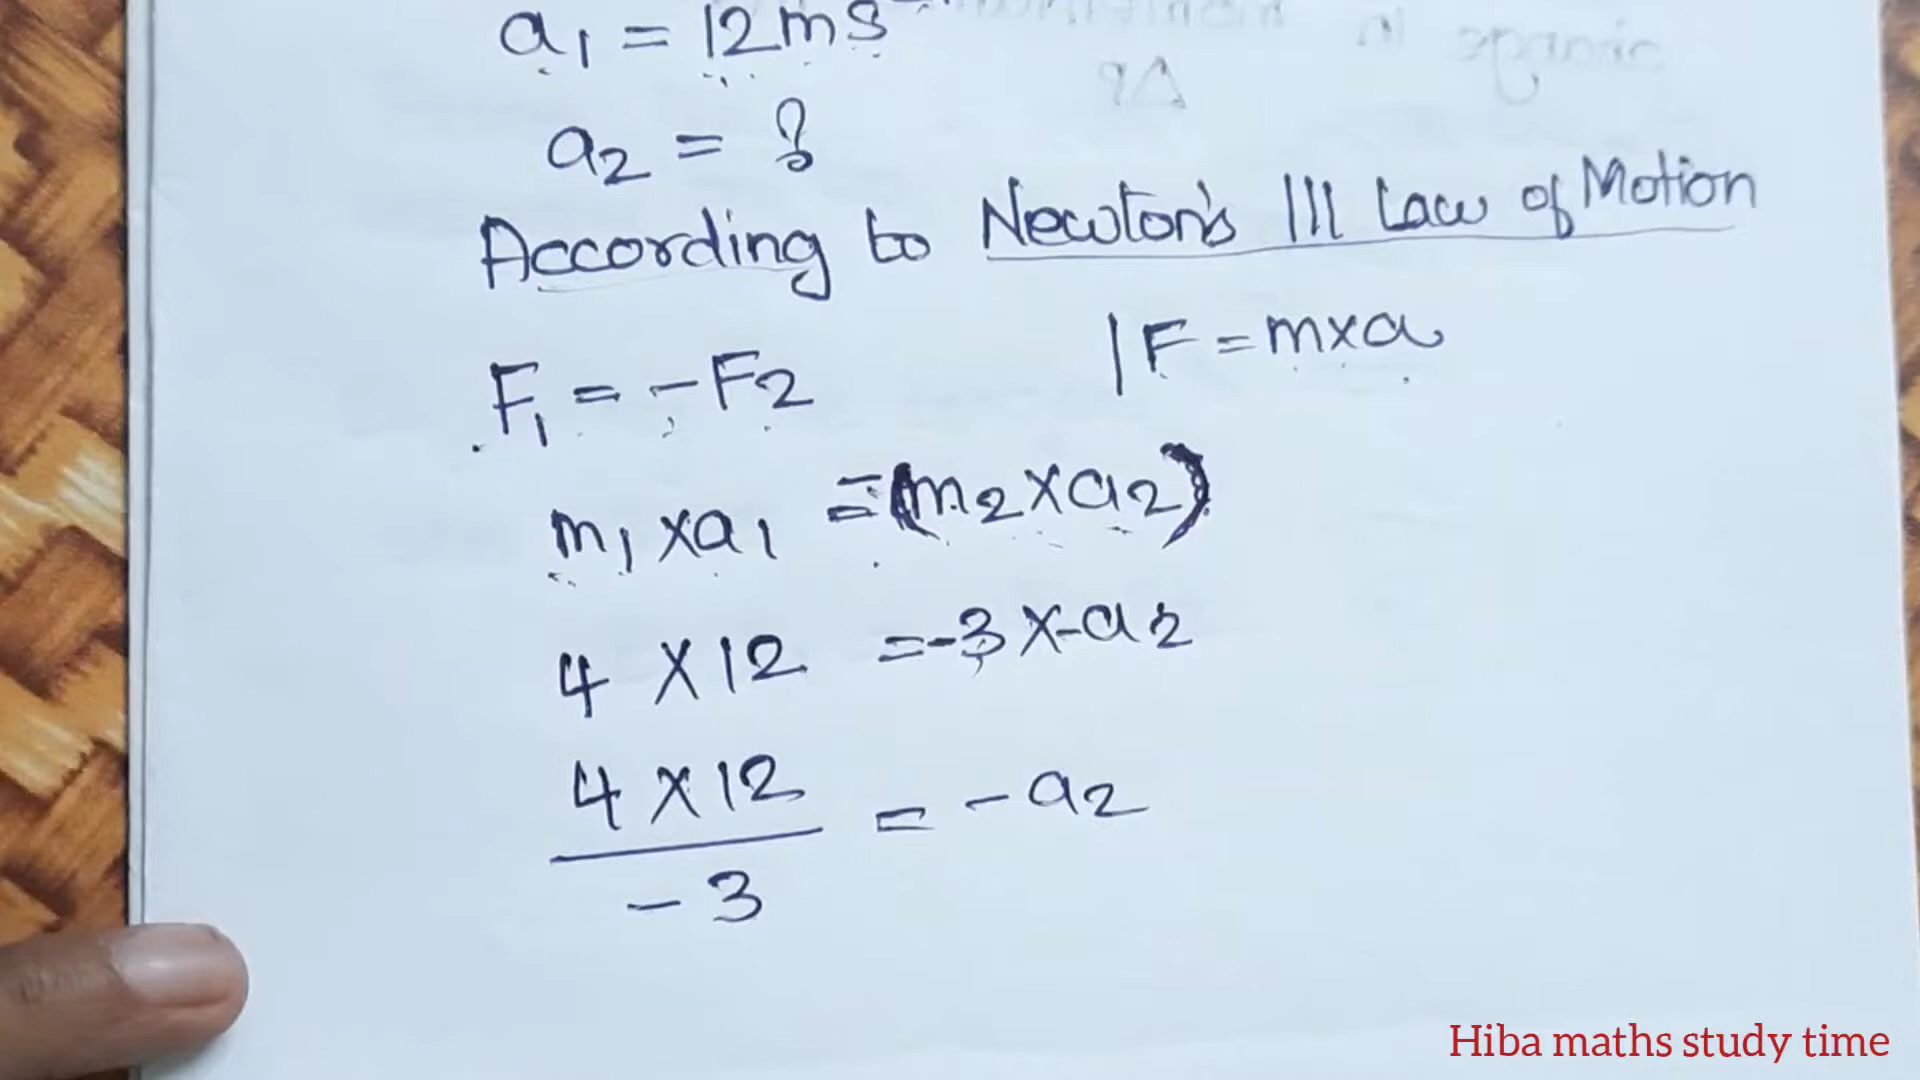 a₁ = 12ms⁻
a₂ = ?
According to Newton's III Law of Motion
F₁ = -F₂ | F = m×a
m₁×a₁ = (m₂×a₂)
4 × 12 = -3 × -a₂
4 × 12 / -3 = -a₂
Hiba maths study time